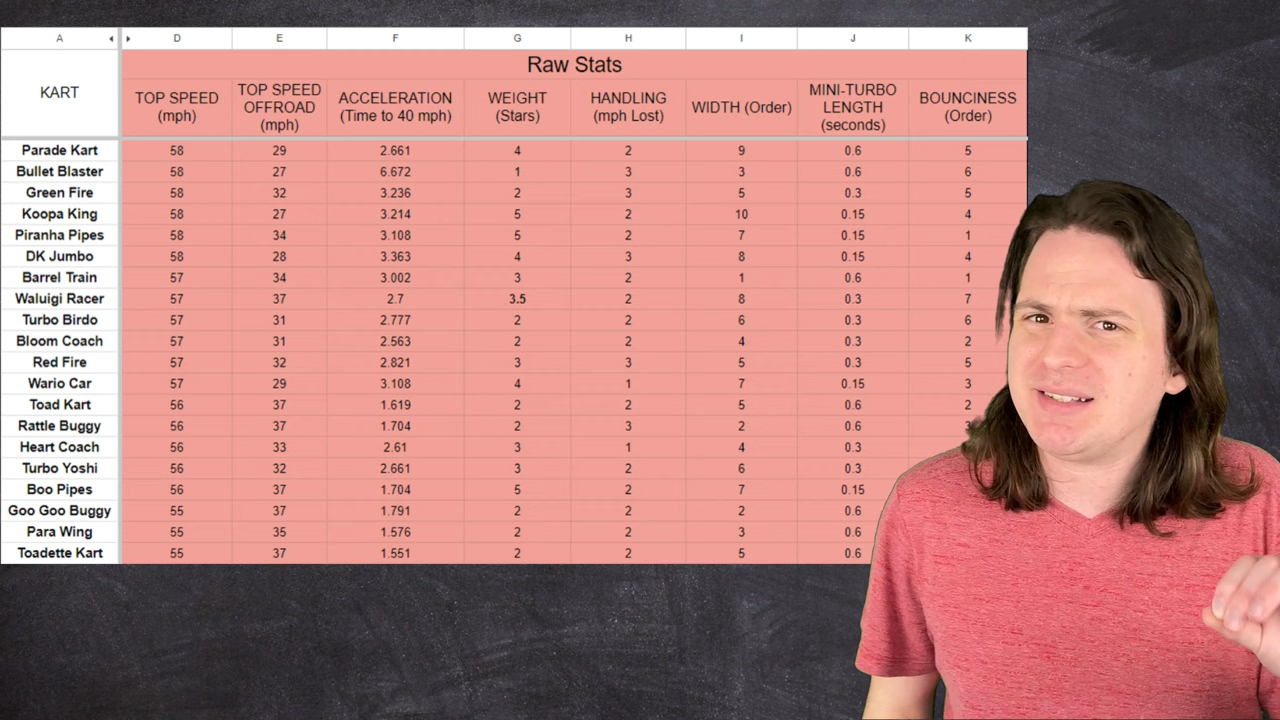 A D E F G H I J K
Raw Stats
KART TOP SPEED (mph) TOP SPEED OFFROAD (mph) ACCELERATION (Time to 40 mph) WEIGHT (Stars) HANDLING (mph Lost) WIDTH (Order) MINI-TURBO LENGTH (seconds) BOUNCINESS (Order)
Parade Kart 58 29 2.661 4 2 9 0.6 5
Bullet Blaster 58 27 6.672 1 3 3 0.6 6
Green Fire 58 32 3.236 2 3 5 0.3 5
Koopa King 58 27 3.214 5 2 10 0.15 4
Piranha Pipes 58 34 3.108 5 2 7 0.15 1
DK Jumbo 58 28 3.363 4 3 8 0.15 4
Barrel Train 57 34 3.002 3 2 1 0.6 1
Waluigi Racer 57 37 2.7 3.5 2 8 0.3 7
Turbo Birdo 57 31 2.777 2 2 6 0.3 6
Bloom Coach 57 31 2.563 2 2 4 0.3 2
Red Fire 57 32 2.821 3 3 5 0.3 5
Wario Car 57 29 3.108 4 1 7 0.15 3
Toad Kart 56 37 1.619 2 2 5 0.6 2
Rattle Buggy 56 37 1.704 2 3 2 0.6
Heart Coach 56 33 2.61 3 1 4 0.3
Turbo Yoshi 56 32 2.661 3 2 6 0.3
Boo Pipes 56 37 1.704 5 2 7 0.15
Goo Goo Buggy 55 37 1.791 2 2 2 0.6
Para Wing 55 35 1.576 2 2 3 0.6
Toadette Kart 55 37 1.551 2 2 5 0.6